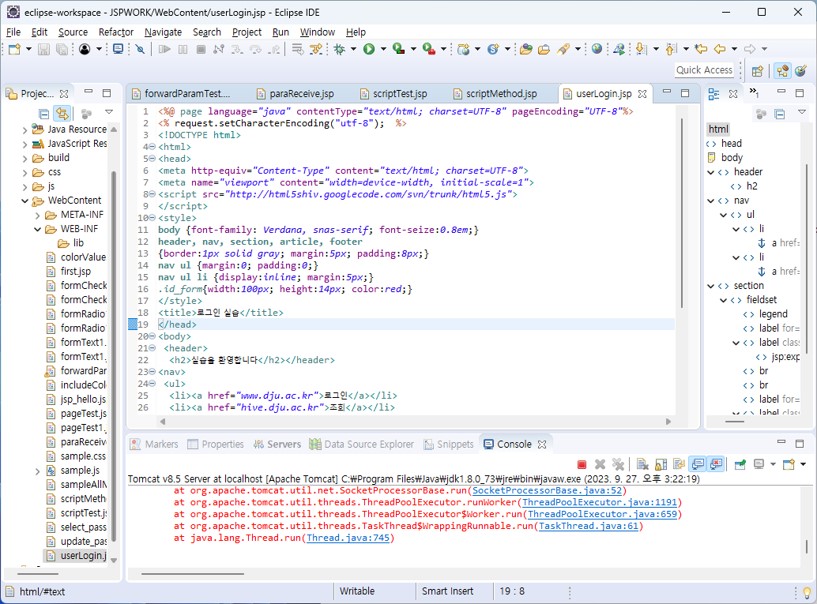 eclipse-workspace - JSPWORK/WebContent/userLogin.jsp - Eclipse IDE
File Edit Source Refactor Navigate Search Project Run Window Help
Quick Access
Projec...
forwardParamTest....
paraReceive.jsp
scriptTest.jsp
scriptMethod.jsp
userLogin.jsp
Java Resource
JavaScript Res
build
css
js
WebContent
META-INF
WEB-INF
lib
colorValue
first.jsp
formCheck
formCheck
formRadio
formRadio
formText1.
formText1.
forwardPar
includeCol
jsp_hello.js
pageTest.js
pageTest1.
paraReceiv
sample.css
sample.js
sampleAllN
scriptMeth
scriptTest.j
select_pass
update_pas
userLogin.j
1 <%@ page language="java" contentType="text/html; charset=UTF-8" pageEncoding="UTF-8"%>
2 <% request.setCharacterEncoding("utf-8"); %>
3 <!DOCTYPE html>
4 <html>
5 <head>
6 <meta http-equiv="Content-Type" content="text/html; charset=UTF-8">
7 <meta name="viewport" content="width=device-width, initial-scale=1">
8 <script src="http://html5shiv.googlecode.com/svn/trunk/html5.js">
9 </script>
10 <style>
11 body {font-family: Verdana, snas-serif; font-seize:0.8em;}
12 header, nav, section, article, footer
13 {border:1px solid gray; margin:5px; padding:8px;}
14 nav ul {margin:0; padding:0;}
15 nav ul li {display:inline; margin:5px;}
16 .id_form{width:100px; height:14px; color:red;}
17 </style>
18 <title>로그인 실습</title>
19 </head>
20 <body>
21 <header>
22 <h2>실습을 환영합니다</h2></header>
23 <nav>
24 <ul>
25 <li><a href="www.dju.ac.kr">로그인</a></li>
26 <li><a href="hive.dju.ac.kr">조회</a></li>
html
head
body
header
h2
nav
ul
li
a href=
li
a href=
section
fieldset
legend
label for=
label class
jsp:exp
br
br
label for=
label class
Markers
Properties
Servers
Data Source Explorer
Snippets
Console
Tomcat v8.5 Server at localhost [Apache Tomcat] C:\Program Files\Java\jdk1.8.0_73\jre\bin\javaw.exe (2023. 9. 27. 오후 3:22:19)
at org.apache.tomcat.util.net.SocketProcessorBase.run(SocketProcessorBase.java:52)
at org.apache.tomcat.util.threads.ThreadPoolExecutor.runWorker(ThreadPoolExecutor.java:1191)
at org.apache.tomcat.util.threads.ThreadPoolExecutor$Worker.run(ThreadPoolExecutor.java:659)
at org.apache.tomcat.util.threads.TaskThread$WrappingRunnable.run(TaskThread.java:61)
at java.lang.Thread.run(Thread.java:745)
html/#text
Writable
Smart Insert
19 : 8